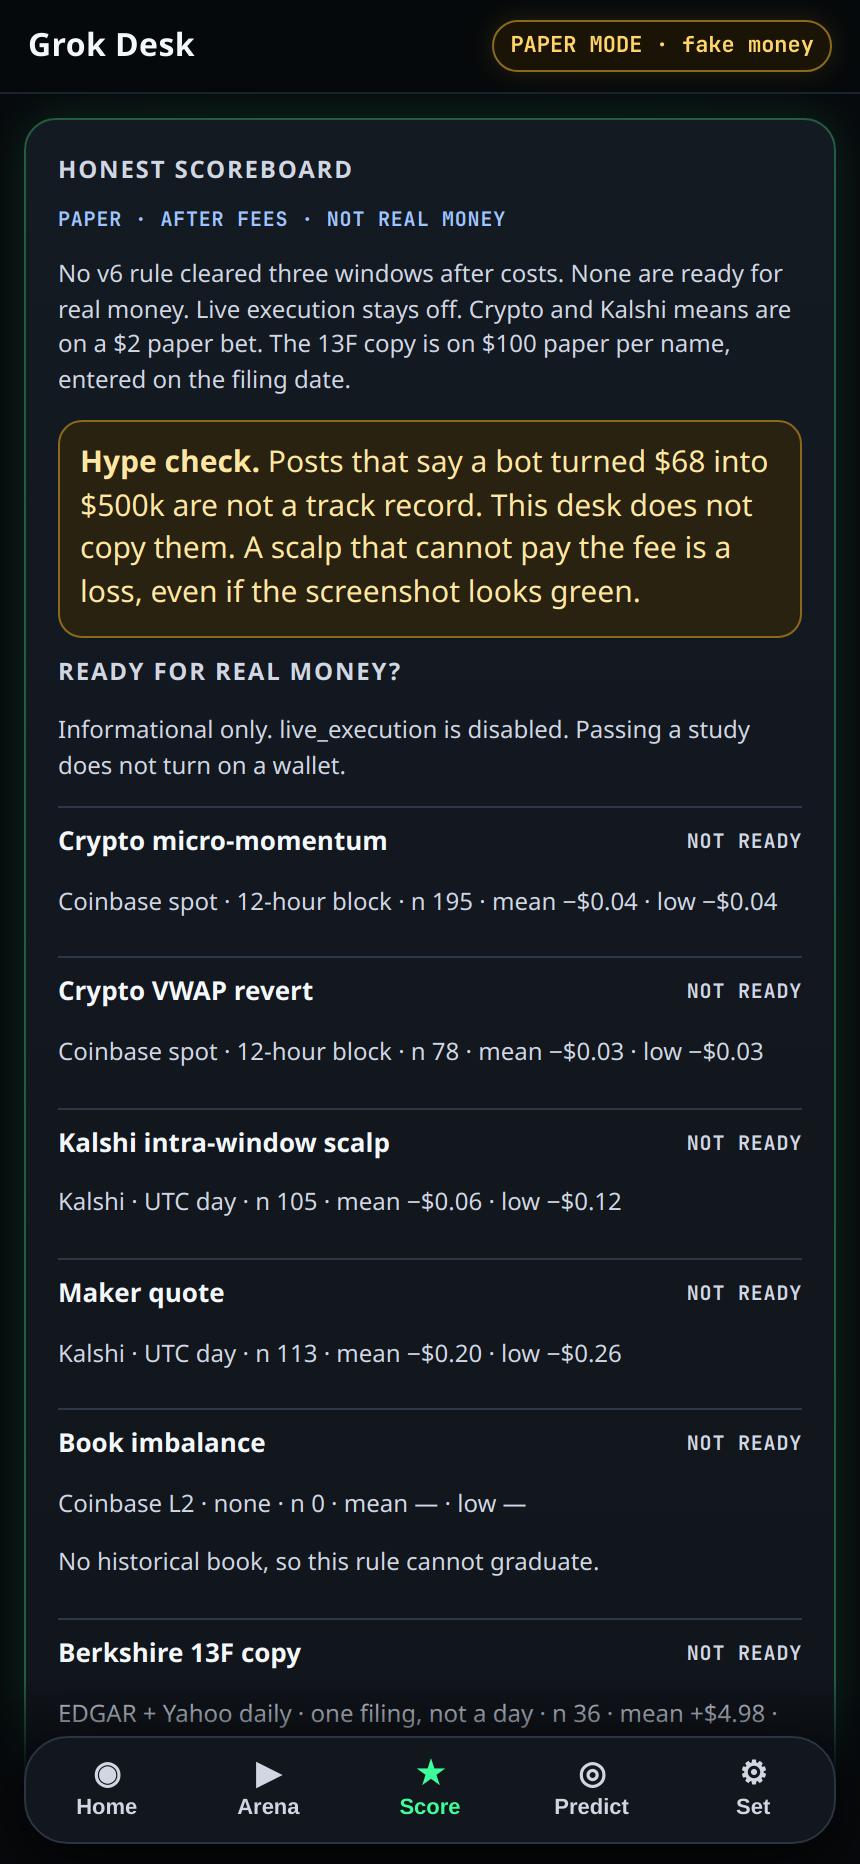 Grok Desk
PAPER MODE · fake money
HONEST SCOREBOARD
PAPER · AFTER FEES · NOT REAL MONEY
No v6 rule cleared three windows after costs. None are ready for
real money. Live execution stays off. Crypto and Kalshi means are
on a $2 paper bet. The 13F copy is on $100 paper per name,
entered on the filing date.
Hype check. Posts that say a bot turned $68 into
$500k are not a track record. This desk does not
copy them. A scalp that cannot pay the fee is a
loss, even if the screenshot looks green.
READY FOR REAL MONEY?
Informational only. live_execution is disabled. Passing a study
does not turn on a wallet.
Crypto micro-momentum
NOT READY
Coinbase spot · 12-hour block · n 195 · mean −$0.04 · low −$0.04
Crypto VWAP revert
NOT READY
Coinbase spot · 12-hour block · n 78 · mean −$0.03 · low −$0.03
Kalshi intra-window scalp
NOT READY
Kalshi · UTC day · n 105 · mean −$0.06 · low −$0.12
Maker quote
NOT READY
Kalshi · UTC day · n 113 · mean −$0.20 · low −$0.26
Book imbalance
NOT READY
Coinbase L2 · none · n 0 · mean — · low —
No historical book, so this rule cannot graduate.
Berkshire 13F copy
NOT READY
EDGAR + Yahoo daily · one filing, not a day · n 36 · mean +$4.98 ·
Home
Arena
Score
Predict
Set